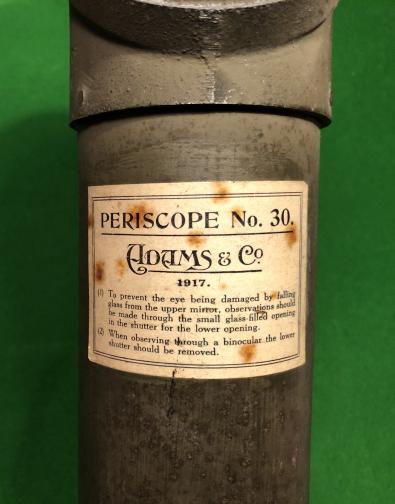 PERISCOPE No. 30.
ADAMS & Co.
1917.
(1) To prevent the eye being damaged by falling
glass from the upper mirror, observations should
be made through the small glass-filled opening
in the shutter for the lower opening.
(2) When observing through a binocular the lower
shutter should be removed.